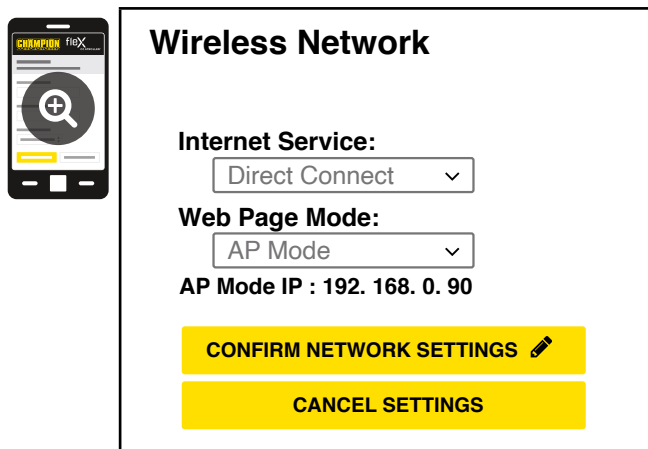 CHAMPION fleX
Wireless Network
Internet Service:
Direct Connect
Web Page Mode:
AP Mode
AP Mode IP : 192. 168. 0. 90
CONFIRM NETWORK SETTINGS
CANCEL SETTINGS